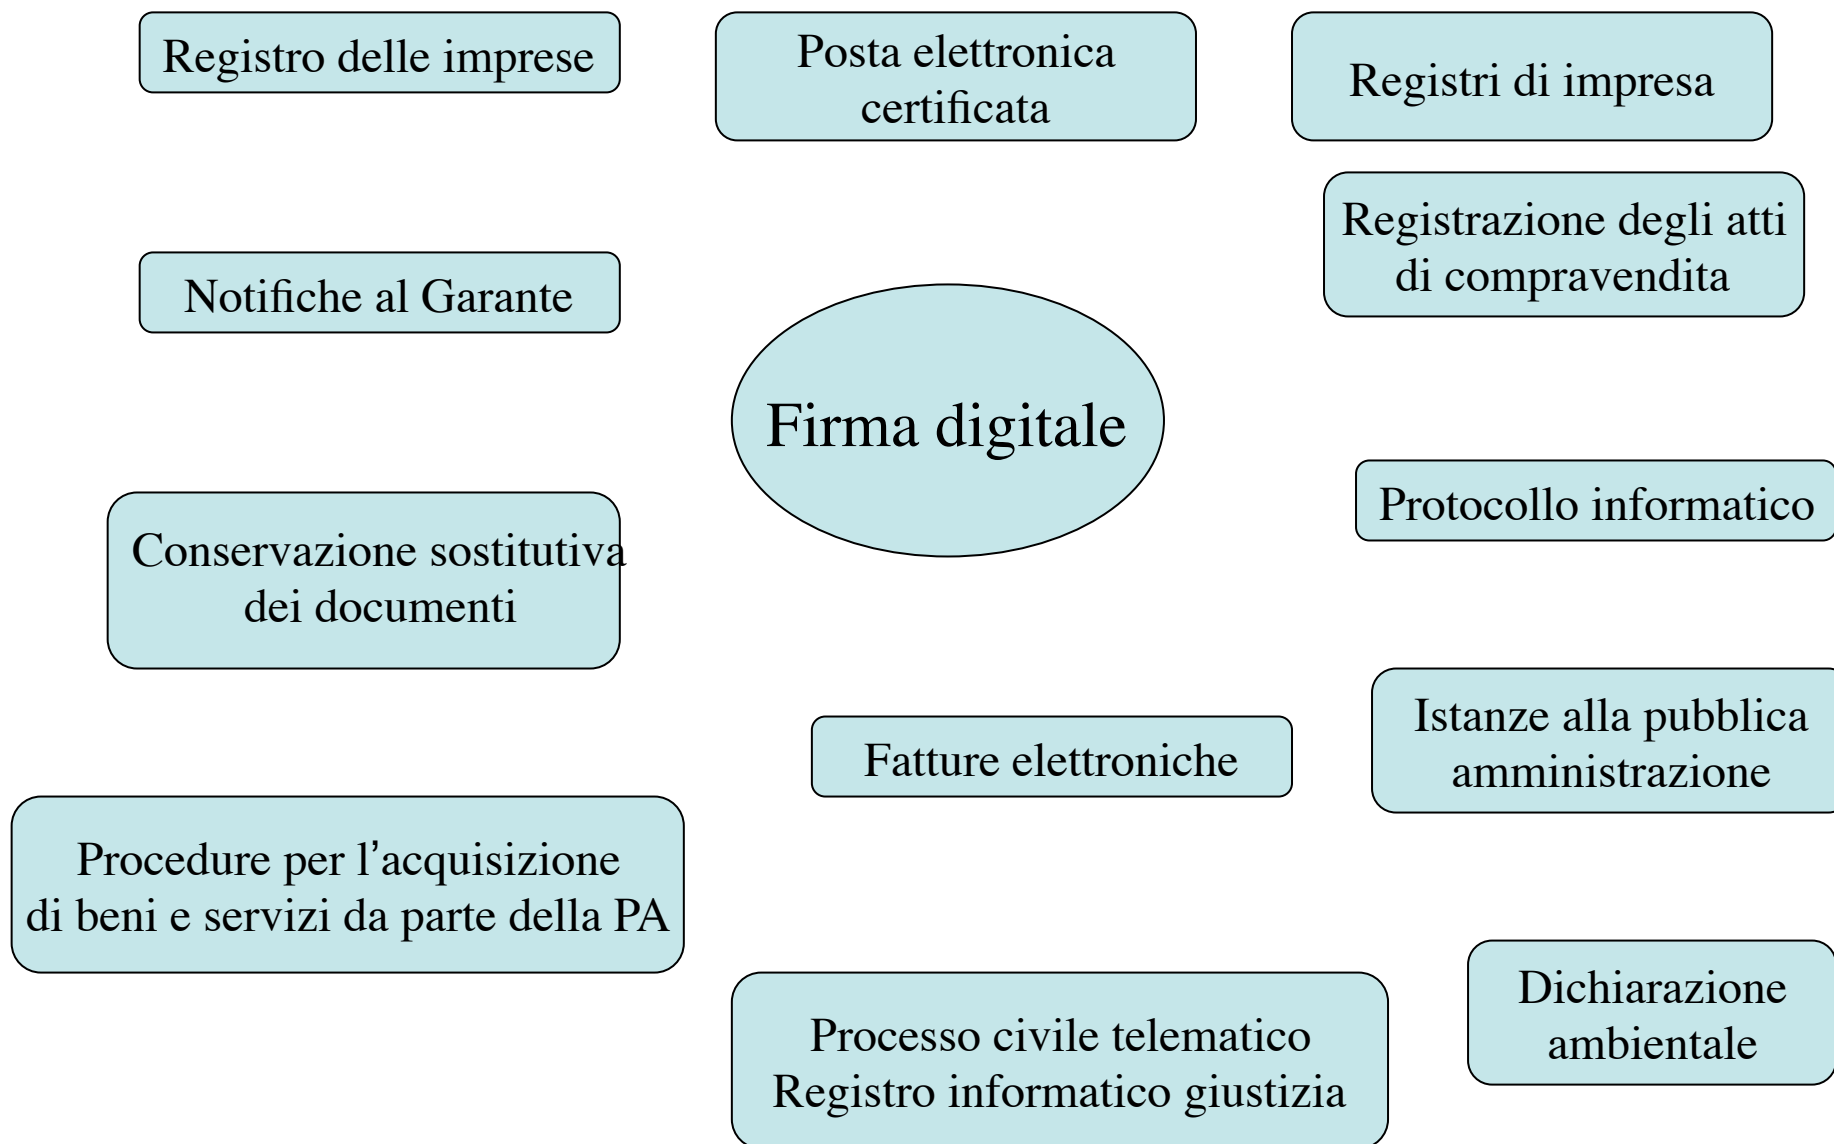 Registro delle imprese
Posta elettronica
certificata
Registri di impresa
Registrazione degli atti
di compravendita
Notifiche al Garante
Firma digitale
Protocollo informatico
Conservazione sostitutiva
dei documenti
Istanze alla pubblica
amministrazione
Fatture elettroniche
Procedure per l’acquisizione
di beni e servizi da parte della PA
Dichiarazione
ambientale
Processo civile telematico
Registro informatico giustizia